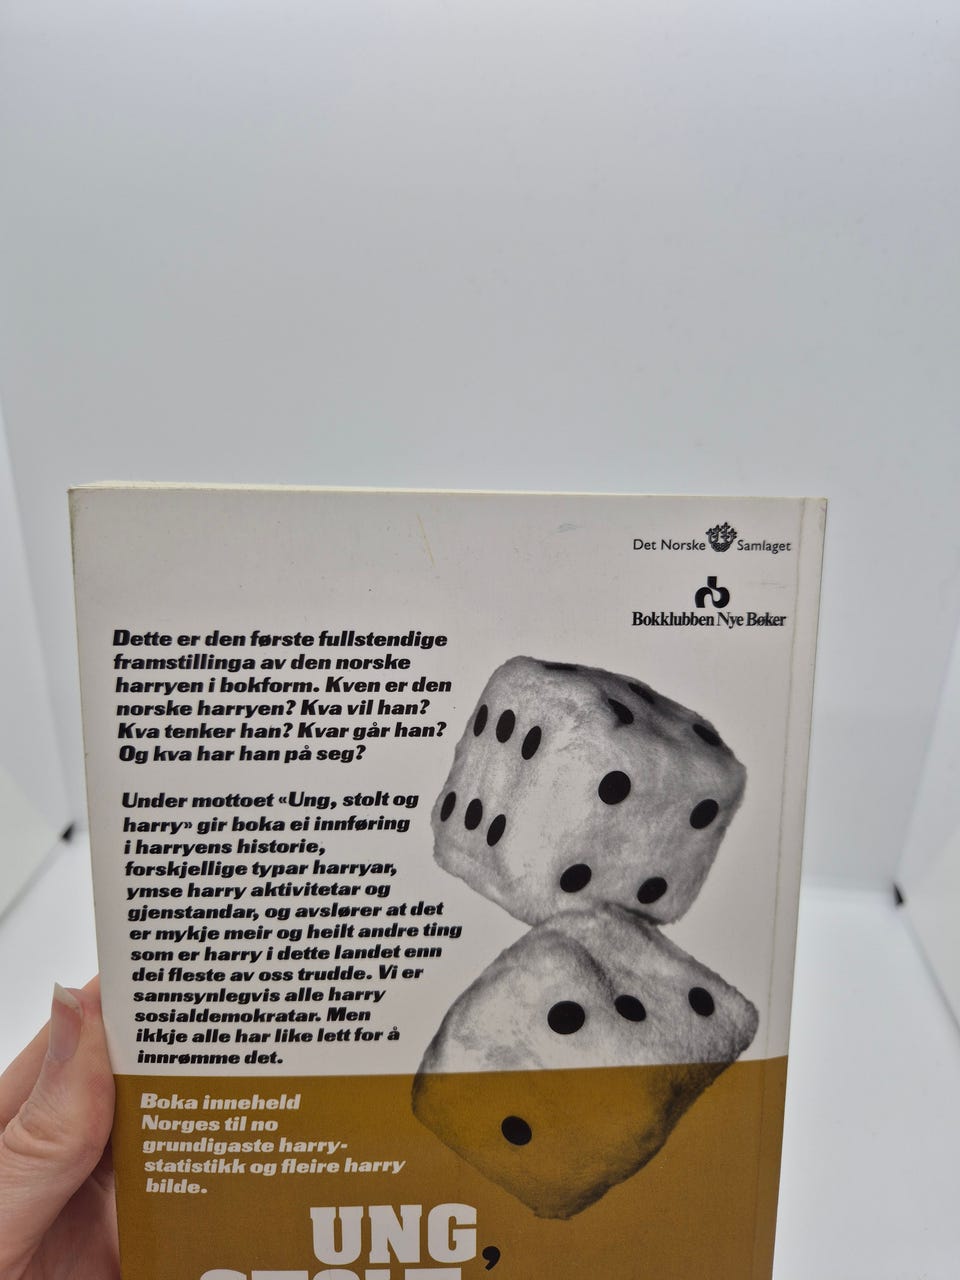 Det Norske Samlaget
Bokklubben Nye Bøker
Dette er den første fullstendige
framstillinga av den norske
harryen i bokform. Kven er den
norske harryen? Kva vil han?
Kva tenker han? Kvar går han?
Og kva har han på seg?
Under mottoet «Ung, stolt og
harry» gir boka ei innføring
i harryens historie,
forskjellige typar harryar,
ymse harry aktivitetar og
gjenstandar, og avslører at det
er mykje meir og heilt andre ting
som er harry i dette landet enn
dei fleste av oss trudde. Vi er
sannsynlegvis alle harry
sosialdemokratar. Men
ikkje alle har like lett for å
innrømme det.
Boka inneheld
Norges til no
grundigaste harry-
statistikk og fleire harry
bilde.
UNG,
STOLT